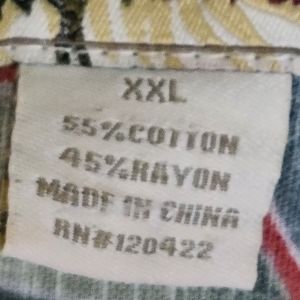 XXL
55%COTTON
45%RAYON
MADE IN CHINA
RN#120422